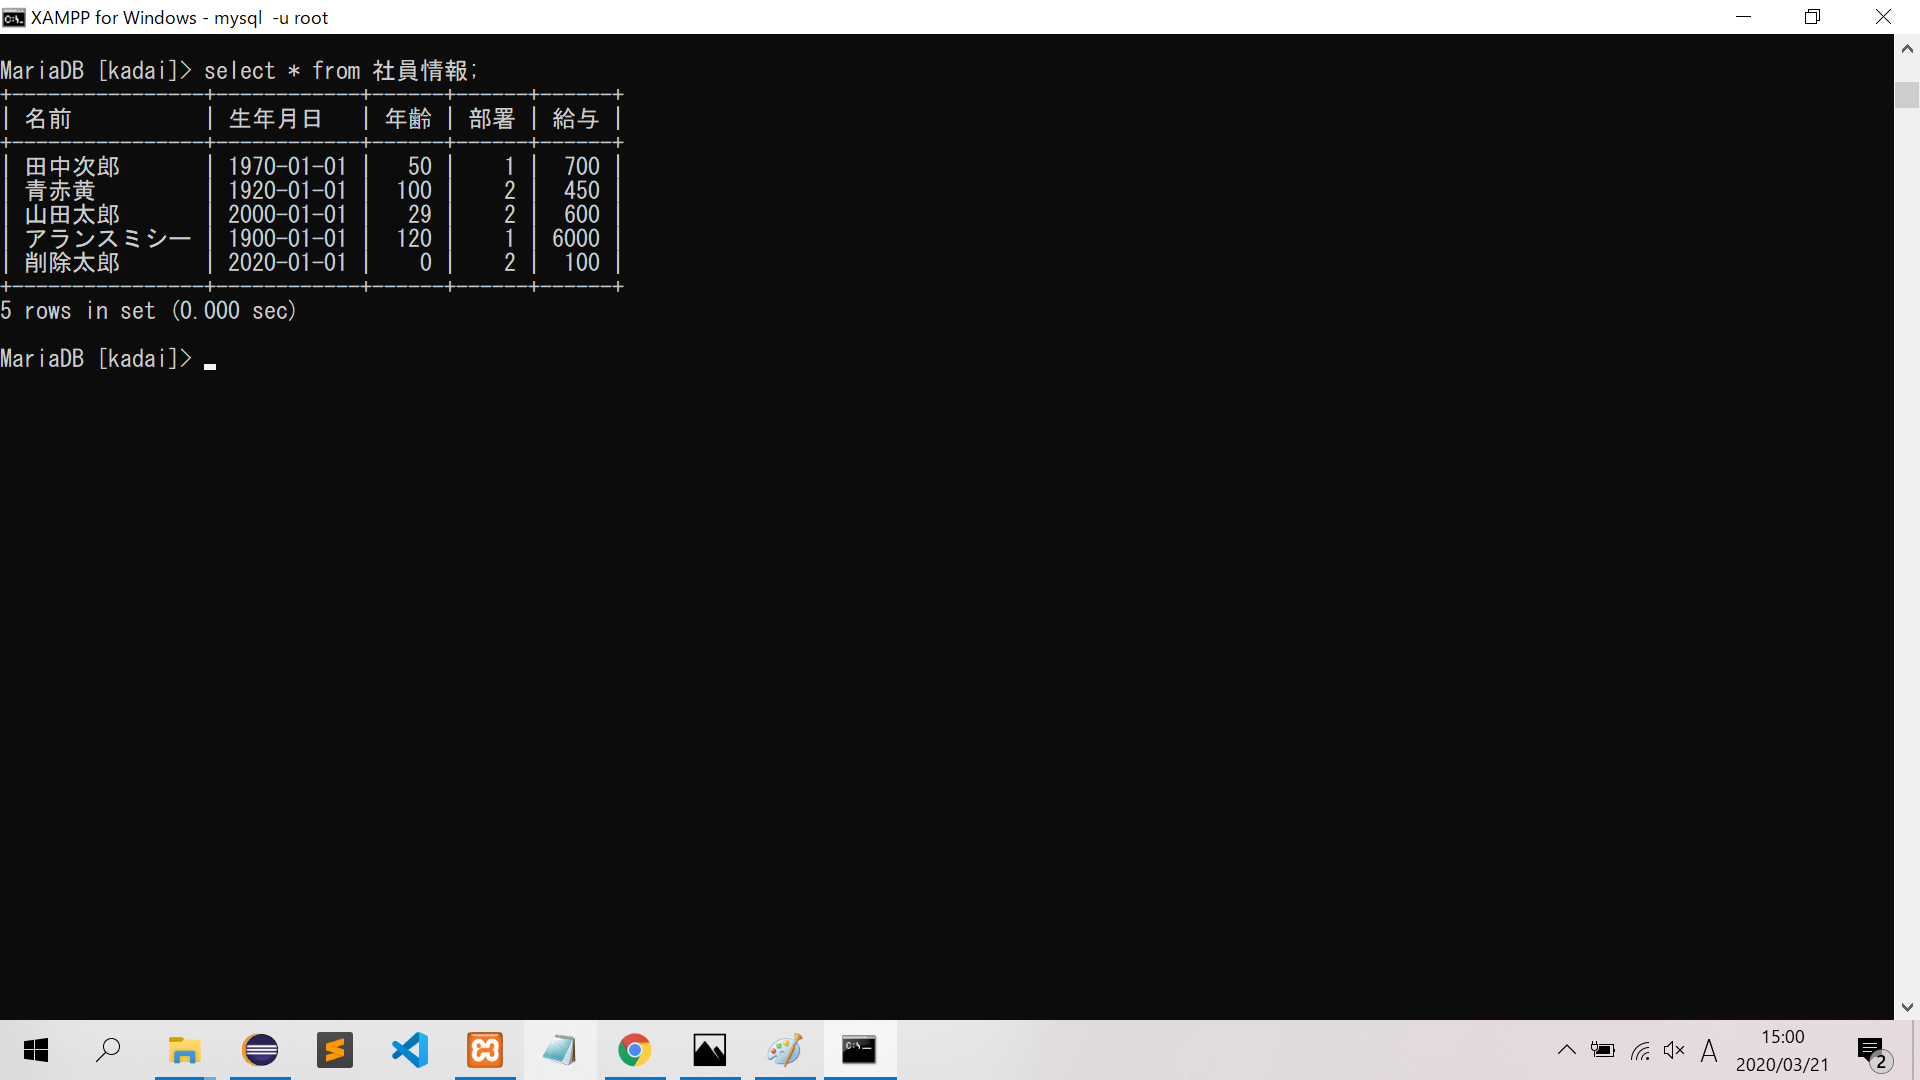 XAMPP for Windows - mysql  -u root
MariaDB [kadai]> select * from 社員情報;
+----------------+------------+------+------+------+
| 名前           | 生年月日   | 年齢 | 部署 | 給与 |
+----------------+------------+------+------+------+
| 田中次郎       | 1970-01-01 |   50 |    1 |  700 |
| 青赤黄         | 1920-01-01 |  100 |    2 |  450 |
| 山田太郎       | 2000-01-01 |   29 |    2 |  600 |
| アランスミシー | 1900-01-01 |  120 |    1 | 6000 |
| 削除太郎       | 2020-01-01 |    0 |    2 |  100 |
+----------------+------------+------+------+------+
5 rows in set (0.000 sec)
MariaDB [kadai]> _
A
15:00
2020/03/21
2